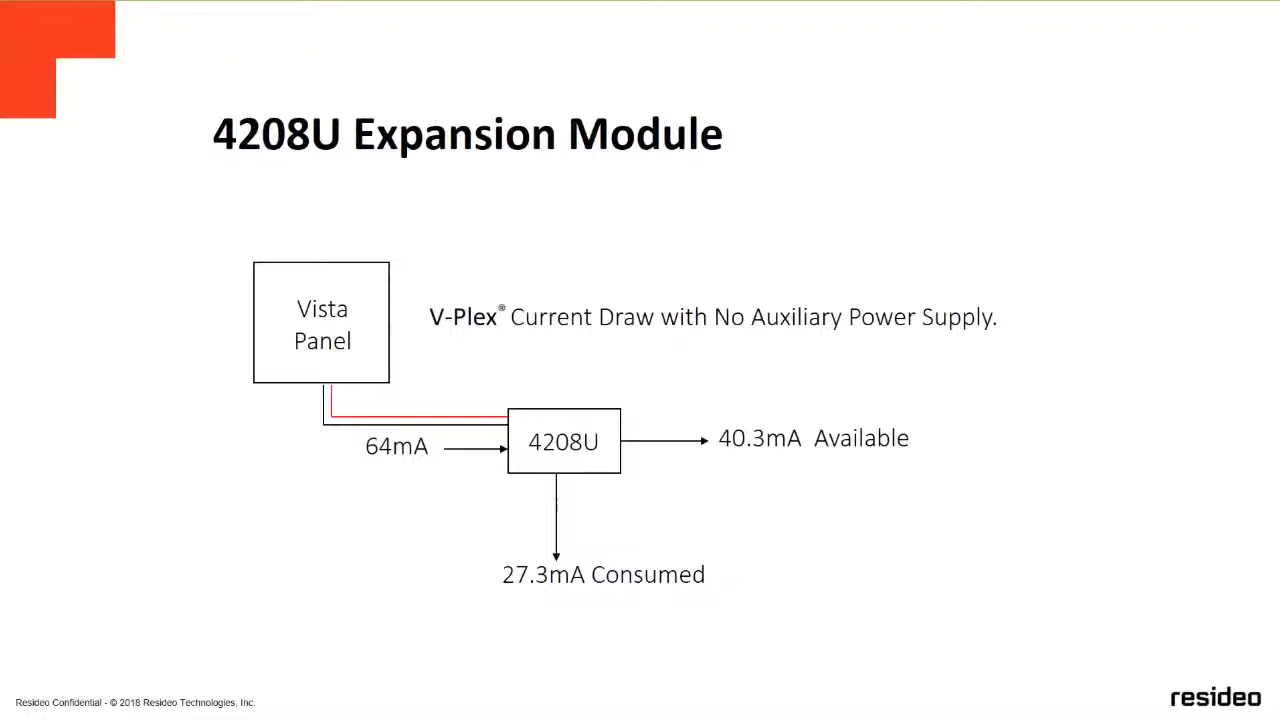 4208U Expansion Module
Vista
Panel
V-Plex® Current Draw with No Auxiliary Power Supply.
64mA
4208U
40.3mA Available
27.3mA Consumed
Resideo Confidential - © 2018 Resideo Technologies, Inc.
resideo